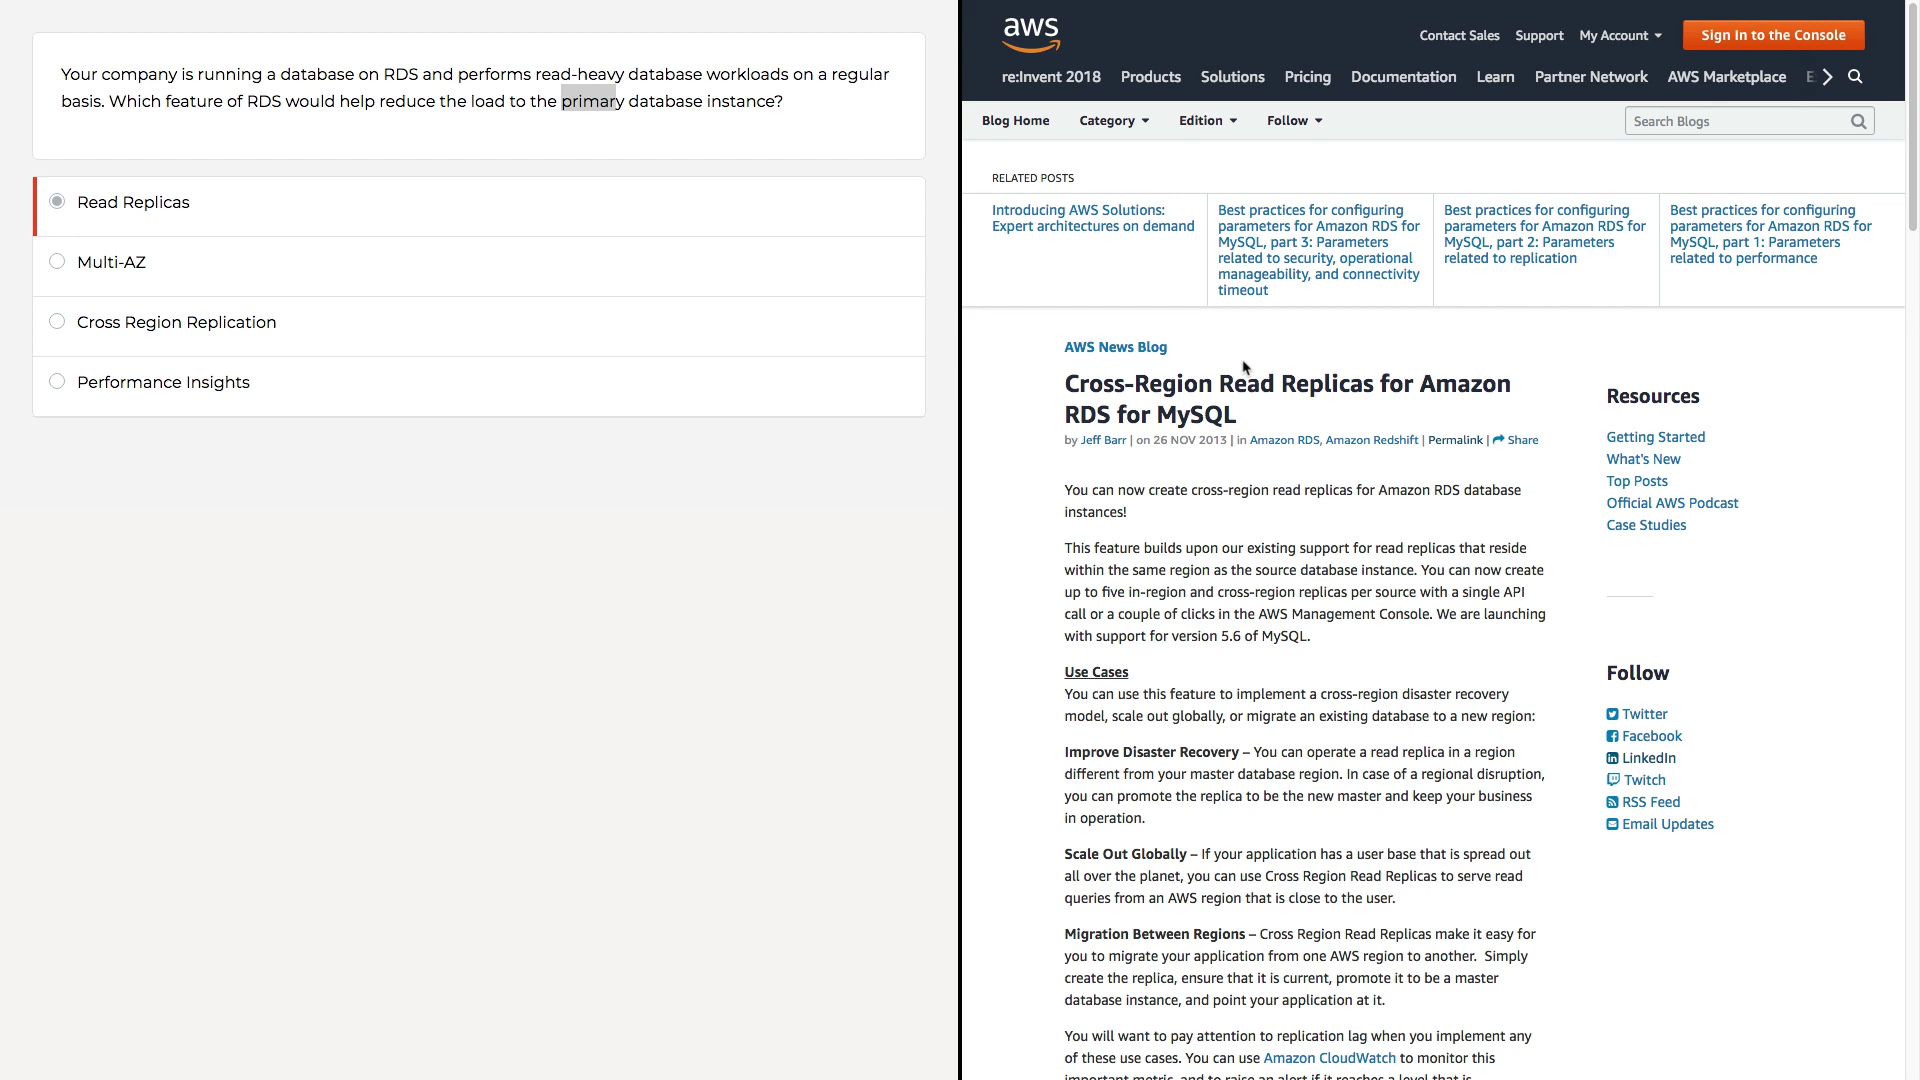 Your company is running a database on RDS and performs read-heavy database workloads on a regular
basis. Which feature of RDS would help reduce the load to the primary database instance?
Read Replicas
Multi-AZ
Cross Region Replication
Performance Insights
aws
Contact Sales Support My Account Sign In to the Console
re:Invent 2018 Products Solutions Pricing Documentation Learn Partner Network AWS Marketplace E
Blog Home Category Edition Follow Search Blogs
RELATED POSTS
Introducing AWS Solutions:
Expert architectures on demand
Best practices for configuring
parameters for Amazon RDS for
MySQL, part 3: Parameters
related to security, operational
manageability, and connectivity
timeout
Best practices for configuring
parameters for Amazon RDS for
MySQL, part 2: Parameters
related to replication
Best practices for configuring
parameters for Amazon RDS for
MySQL, part 1: Parameters
related to performance
AWS News Blog
Cross-Region Read Replicas for Amazon
RDS for MySQL
by Jeff Barr | on 26 NOV 2013 | in Amazon RDS, Amazon Redshift | Permalink | Share
You can now create cross-region read replicas for Amazon RDS database
instances!
This feature builds upon our existing support for read replicas that reside
within the same region as the source database instance. You can now create
up to five in-region and cross-region replicas per source with a single API
call or a couple of clicks in the AWS Management Console. We are launching
with support for version 5.6 of MySQL.
Use Cases
You can use this feature to implement a cross-region disaster recovery
model, scale out globally, or migrate an existing database to a new region:
Improve Disaster Recovery – You can operate a read replica in a region
different from your master database region. In case of a regional disruption,
you can promote the replica to be the new master and keep your business
in operation.
Scale Out Globally – If your application has a user base that is spread out
all over the planet, you can use Cross Region Read Replicas to serve read
queries from an AWS region that is close to the user.
Migration Between Regions – Cross Region Read Replicas make it easy for
you to migrate your application from one AWS region to another. Simply
create the replica, ensure that it is current, promote it to be a master
database instance, and point your application at it.
You will want to pay attention to replication lag when you implement any
of these use cases. You can use Amazon CloudWatch to monitor this
important metric, and to raise an alert if it reaches a level that is
Resources
Getting Started
What's New
Top Posts
Official AWS Podcast
Case Studies
Follow
Twitter
Facebook
LinkedIn
Twitch
RSS Feed
Email Updates